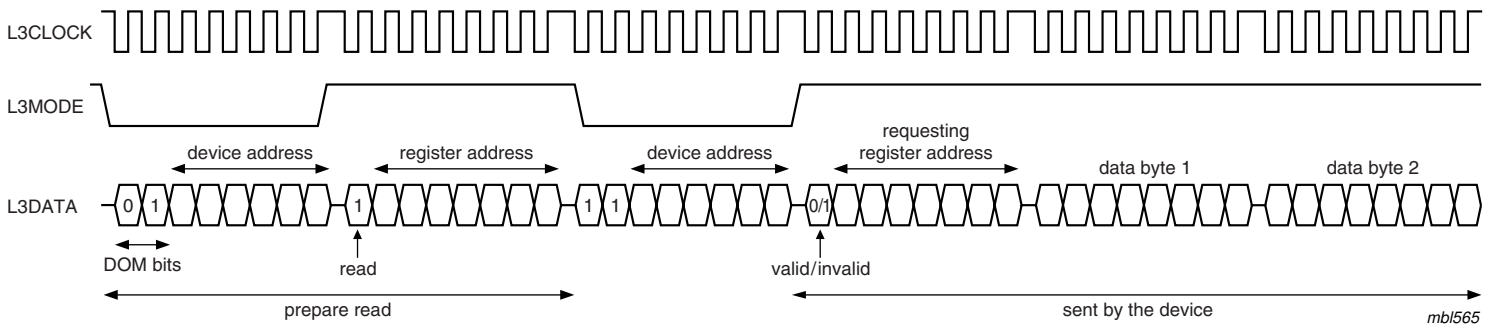 L3CLOCK
L3MODE
requesting
device address
register address
device address
register address
data byte 1
data byte 2
L3DATA
0
1
1
1
1
0/1
DOM bits
read
valid/invalid
prepare read
sent by the device
mbl565